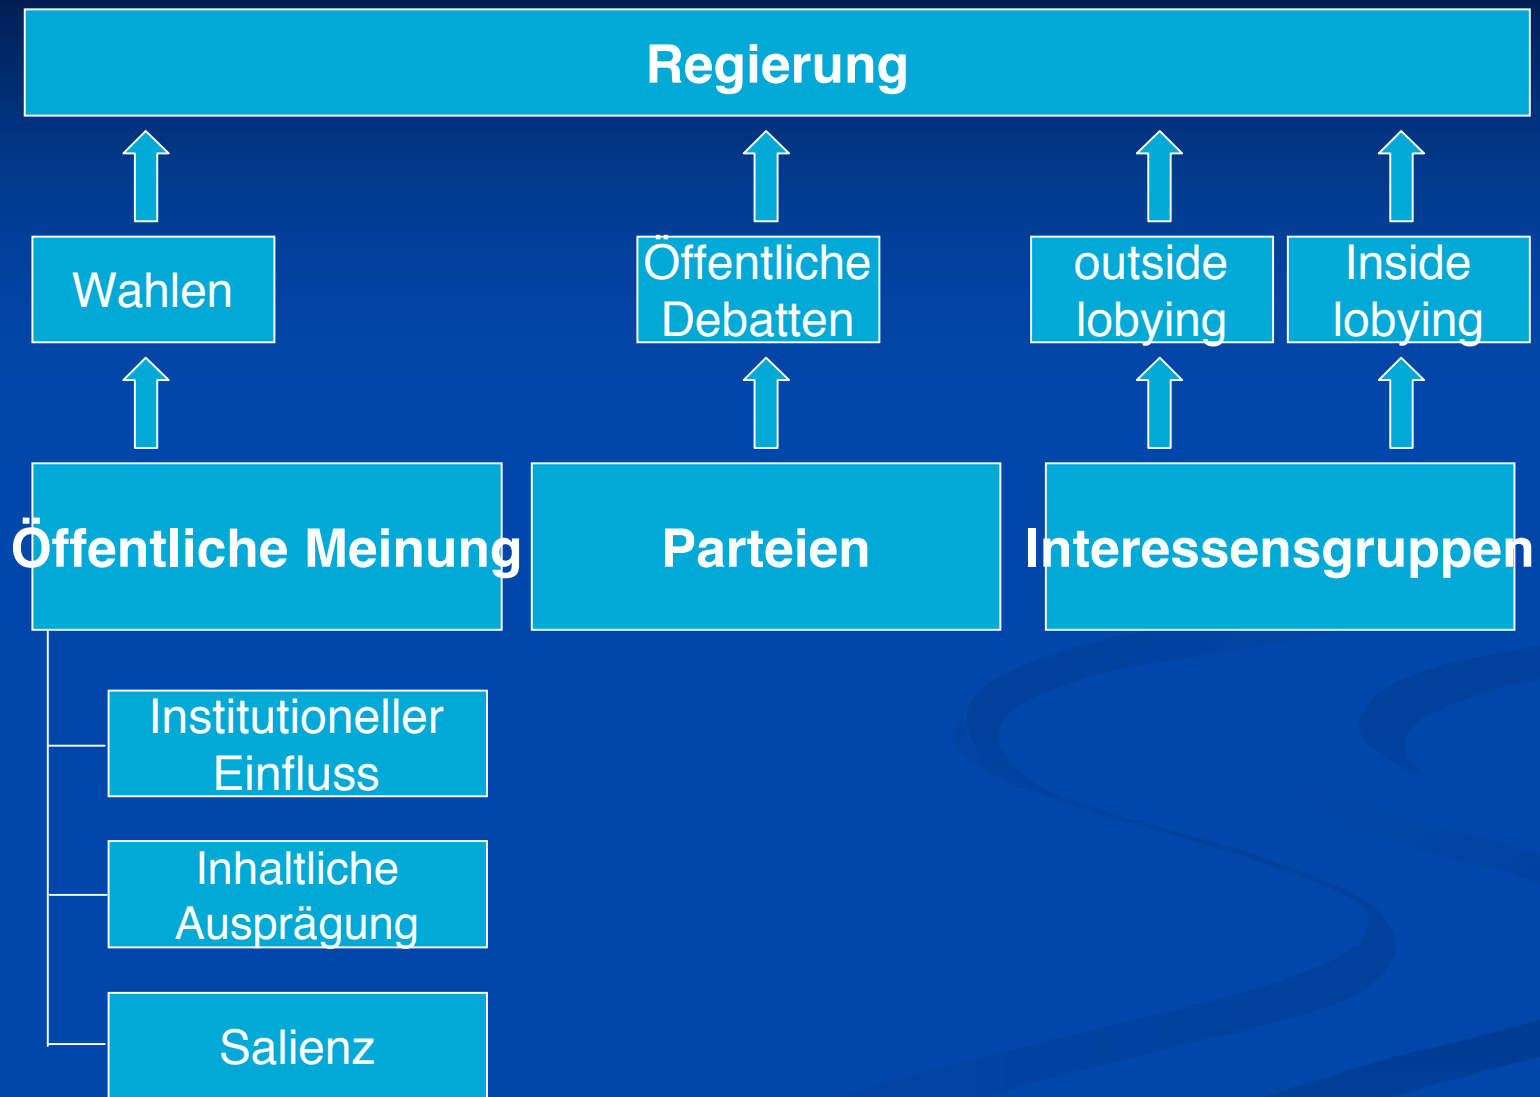 Regierung
Wahlen
Öffentliche
Debatten
outside
lobying
Inside
lobying
Öffentliche Meinung
Parteien
Interessensgruppen
Institutioneller
Einfluss
Inhaltliche
Ausprägung
Salienz